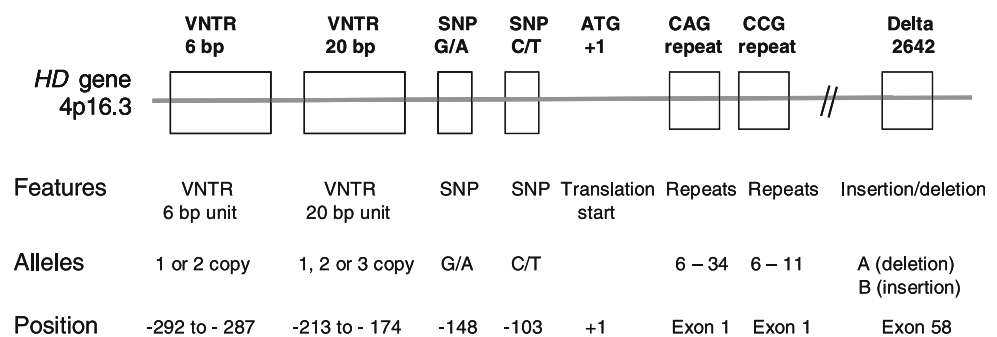 VNTR VNTR SNP SNP ATG CAG CCG Delta
6 bp 20 bp G/A C/T +1 repeat repeat 2642
HD gene
4p16.3
Features VNTR VNTR SNP SNP Translation Repeats Repeats Insertion/deletion
6 bp unit 20 bp unit start
Alleles 1 or 2 copy 1, 2 or 3 copy G/A C/T 6 – 34 6 – 11 A (deletion)
B (insertion)
Position -292 to - 287 -213 to - 174 -148 -103 +1 Exon 1 Exon 1 Exon 58